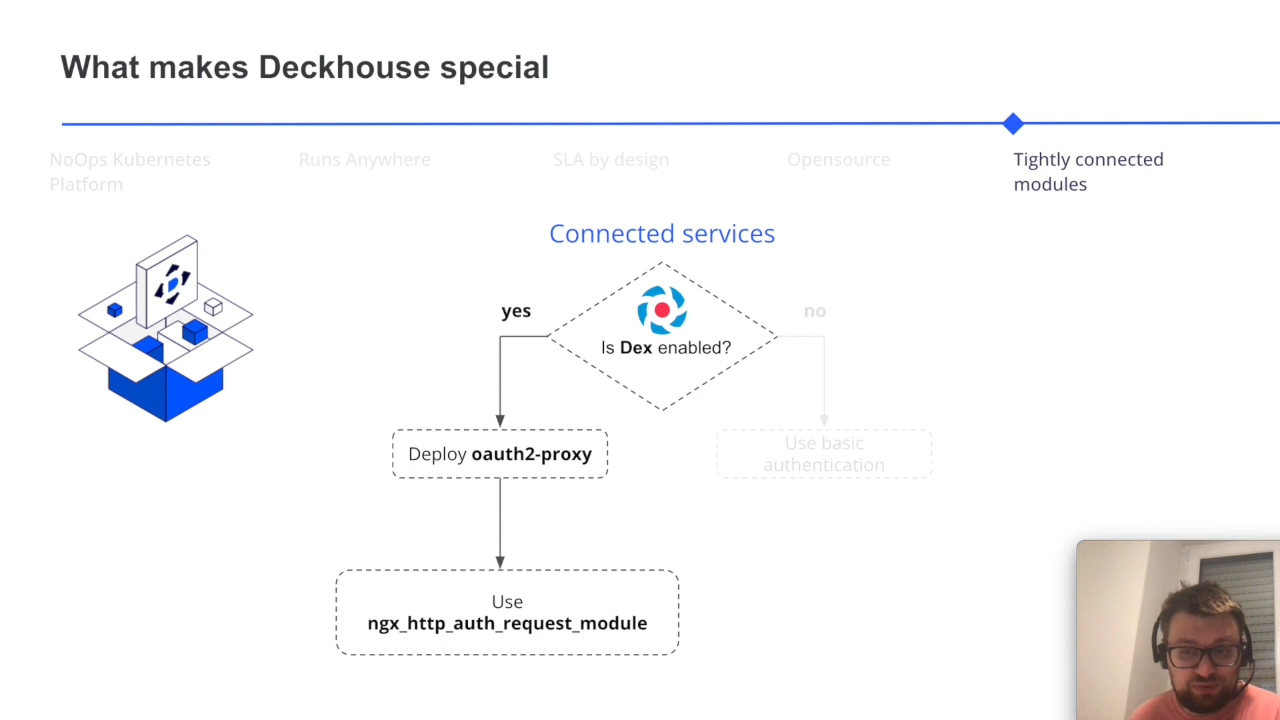 What makes Deckhouse special
NoOps Kubernetes
Platform
Runs Anywhere
SLA by design
Opensource
Tightly connected
modules
Connected services
yes
no
Is Dex enabled?
Deploy oauth2-proxy
Use basic
authentication
Use
ngx_http_auth_request_module